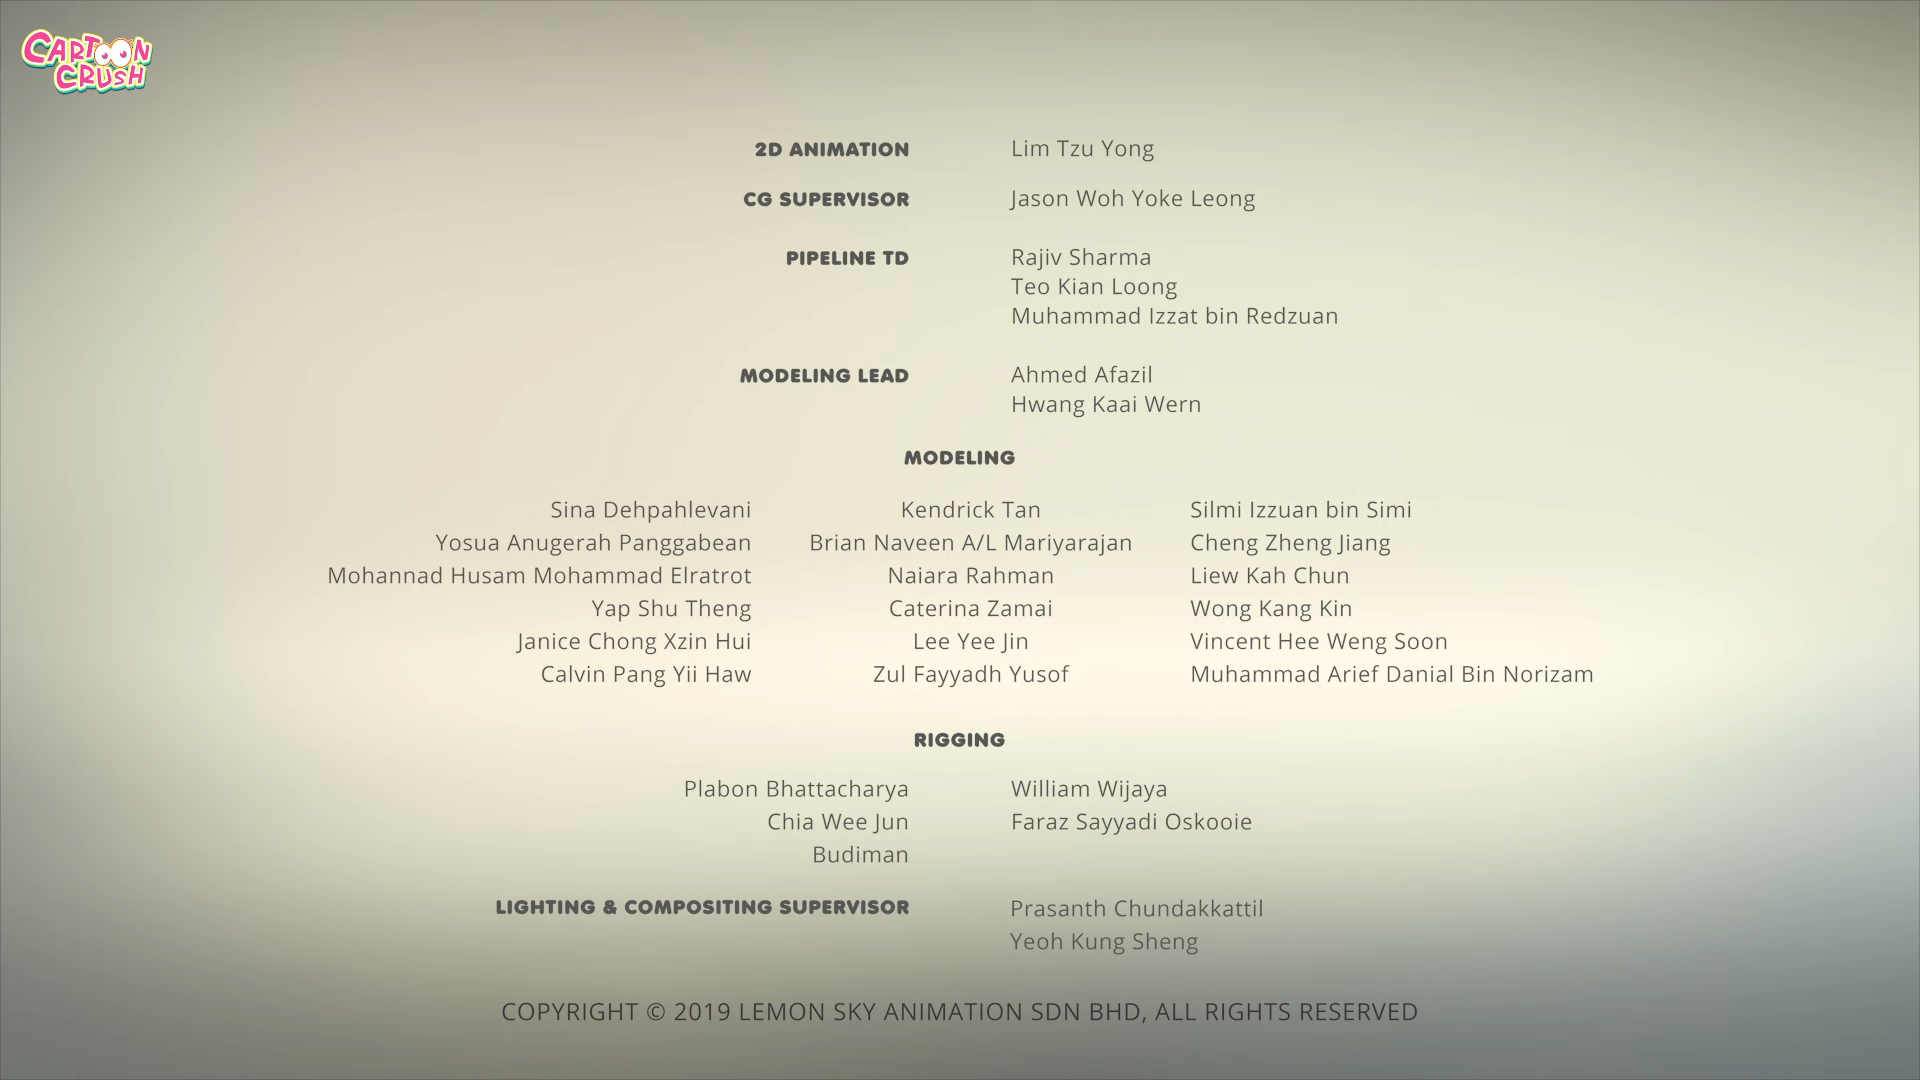 CARTOON
CRUSH
2D ANIMATION Lim Tzu Yong
CG SUPERVISOR Jason Woh Yoke Leong
PIPELINE TD Rajiv Sharma
Teo Kian Loong
Muhammad Izzat bin Redzuan
MODELING LEAD Ahmed Afazil
Hwang Kaai Wern
MODELING
Sina Dehpahlevani Kendrick Tan Silmi Izzuan bin Simi
Yosua Anugerah Panggabean Brian Naveen A/L Mariyarajan Cheng Zheng Jiang
Mohannad Husam Mohammad Elratrot Naiara Rahman Liew Kah Chun
Yap Shu Theng Caterina Zamai Wong Kang Kin
Janice Chong Xzin Hui Lee Yee Jin Vincent Hee Weng Soon
Calvin Pang Yii Haw Zul Fayyadh Yusof Muhammad Arief Danial Bin Norizam
RIGGING
Plabon Bhattacharya William Wijaya
Chia Wee Jun Faraz Sayyadi Oskooie
Budiman
LIGHTING & COMPOSITING SUPERVISOR Prasanth Chundakkattil
Yeoh Kung Sheng
COPYRIGHT © 2019 LEMON SKY ANIMATION SDN BHD, ALL RIGHTS RESERVED